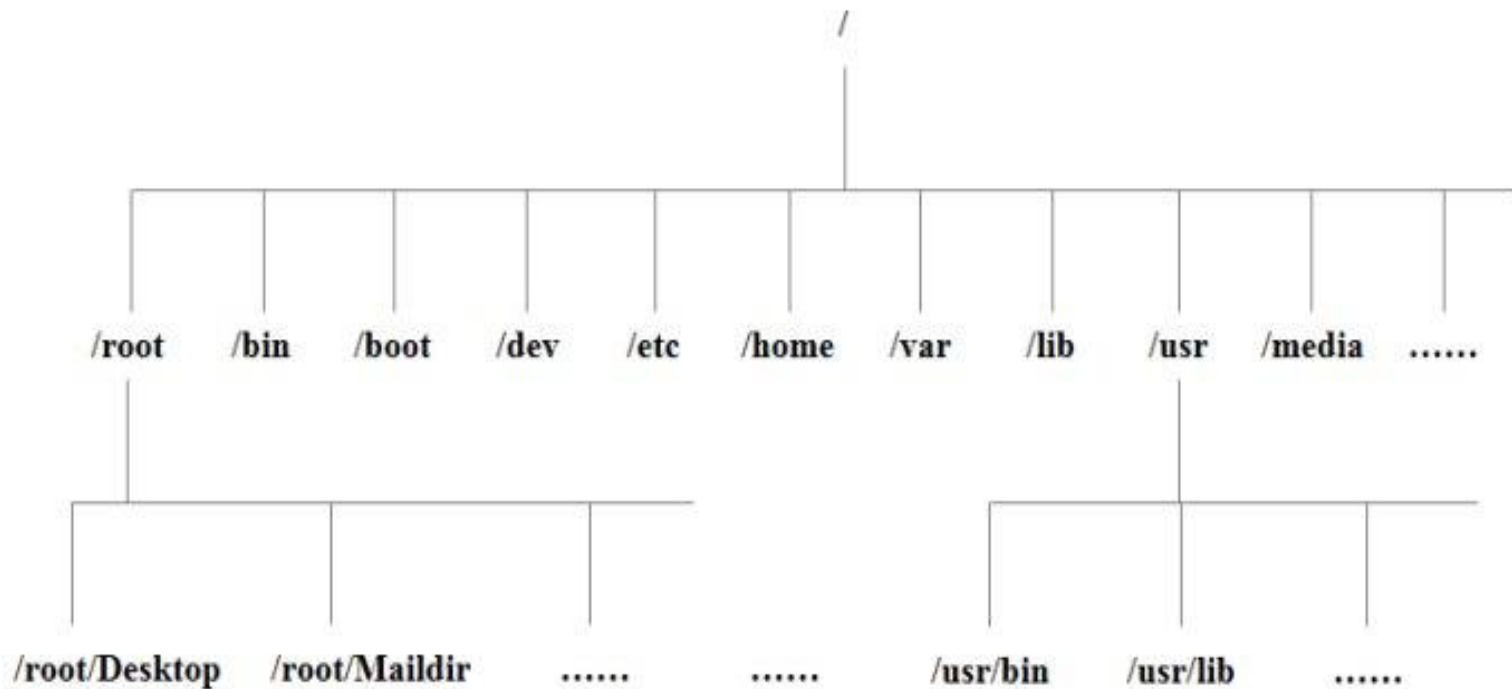 /
/root /bin /boot /dev /etc /home /var /lib /usr /media ......
/root/Desktop /root/Maildir ...... ...... /usr/bin /usr/lib ......